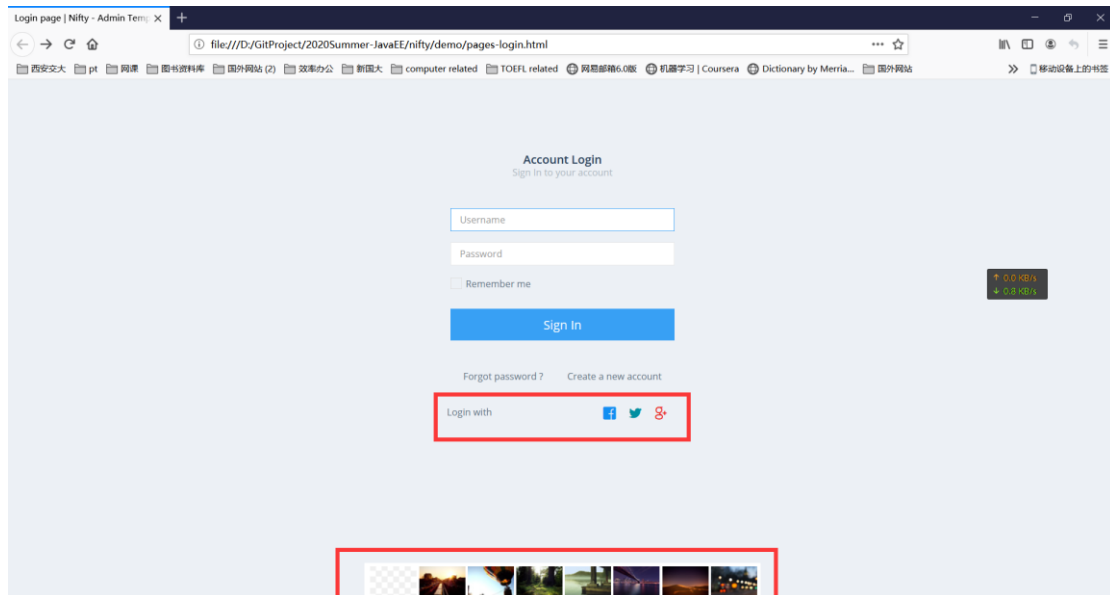 Login page | Nifty - Admin Temp
file:///D:/GitProject/2020Summer-JavaEE/nifty/demo/pages-login.html
西安交大 pt 网课 图书资料库 国外网站 (2) 效率办公 新国大 computer related TOEFL related 网易邮箱6.0版 机器学习 | Coursera Dictionary by Merria... 国外网站 移动设备上的书签
Account Login
Sign In to your account
Username
Password
Remember me
↑ 0.0 KB/s
↓ 0.8 KB/s
Sign In
Forgot password ? Create a new account
Login with